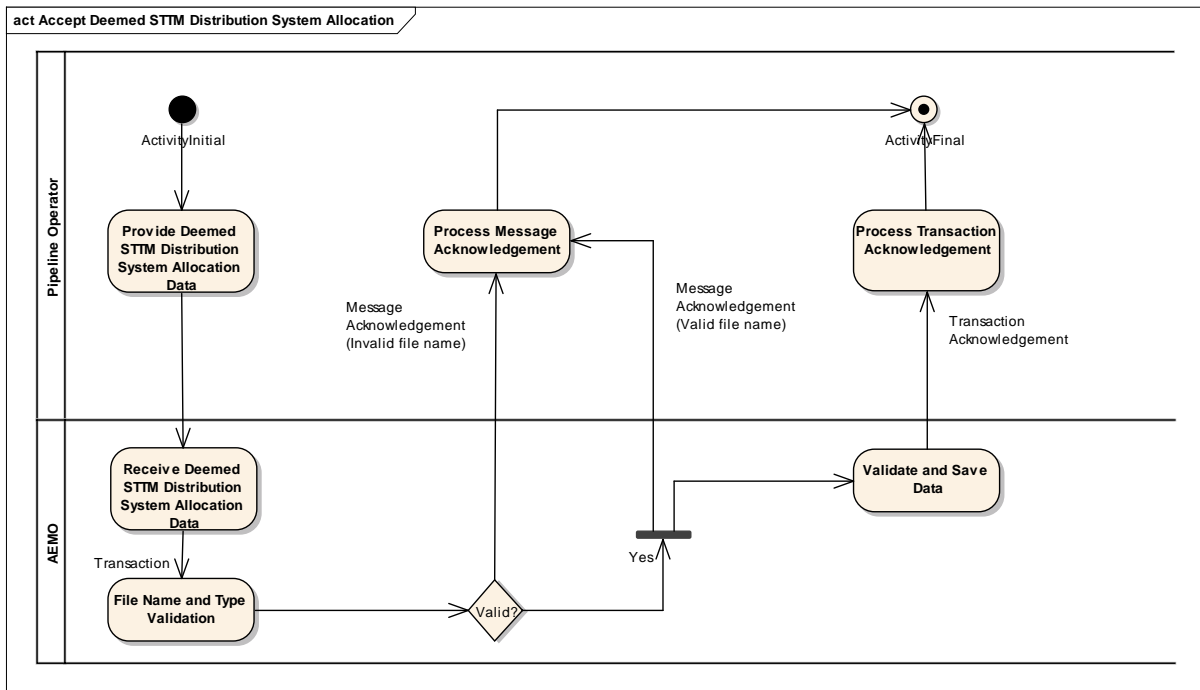 act Accept Deemed STTM Distribution System Allocation
Pipeline Operator
ActivityInitial
ActivityFinal
Provide Deemed
STTM Distribution
System Allocation
Data
Process Message
Acknowledgement
Process Transaction
Acknowledgement
Message
Acknowledgement
(Invalid file name)
Message
Acknowledgement
(Valid file name)
Transaction
Acknowledgement
AEMO
Receive Deemed
STTM Distribution
System Allocation
Data
Validate and Save
Data
Transaction
Yes
File Name and Type
Validation
Valid?